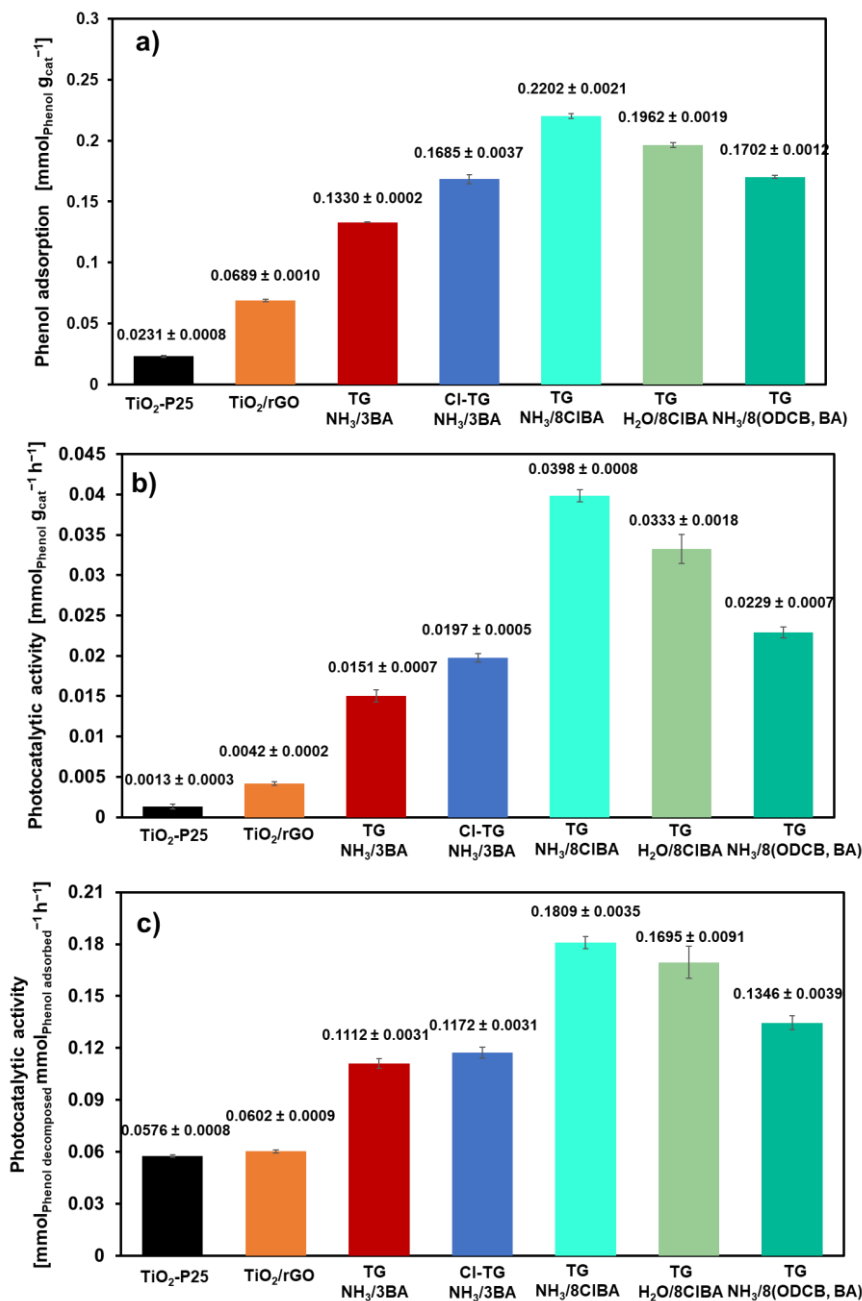 a)
Phenol adsorption [mmol_Phenol g_cat⁻¹]
0.3
0.25
0.2
0.15
0.1
0.05
0
0.0231 ± 0.0008
0.0689 ± 0.0010
0.1330 ± 0.0002
0.1685 ± 0.0037
0.2202 ± 0.0021
0.1962 ± 0.0019
0.1702 ± 0.0012
TiO₂-P25
TiO₂/rGO
TG
NH₃/3BA
Cl-TG
NH₃/3BA
TG
NH₃/8ClBA
TG
H₂O/8ClBA
TG
NH₃/8(ODCB, BA)
b)
Photocatalytic activity [mmol_Phenol g_cat⁻¹ h⁻¹]
0.045
0.04
0.035
0.03
0.025
0.02
0.015
0.01
0.005
0
0.0013 ± 0.0003
0.0042 ± 0.0002
0.0151 ± 0.0007
0.0197 ± 0.0005
0.0398 ± 0.0008
0.0333 ± 0.0018
0.0229 ± 0.0007
TiO₂-P25
TiO₂/rGO
TG
NH₃/3BA
Cl-TG
NH₃/3BA
TG
NH₃/8ClBA
TG
H₂O/8ClBA
TG
NH₃/8(ODCB, BA)
c)
Photocatalytic activity
[mmol_Phenol decomposed mmol_Phenol adsorbed⁻¹ h⁻¹]
0.21
0.18
0.15
0.12
0.09
0.06
0.03
0
0.0576 ± 0.0008
0.0602 ± 0.0009
0.1112 ± 0.0031
0.1172 ± 0.0031
0.1809 ± 0.0035
0.1695 ± 0.0091
0.1346 ± 0.0039
TiO₂-P25
TiO₂/rGO
TG
NH₃/3BA
Cl-TG
NH₃/3BA
TG
NH₃/8ClBA
TG
H₂O/8ClBA
TG
NH₃/8(ODCB, BA)